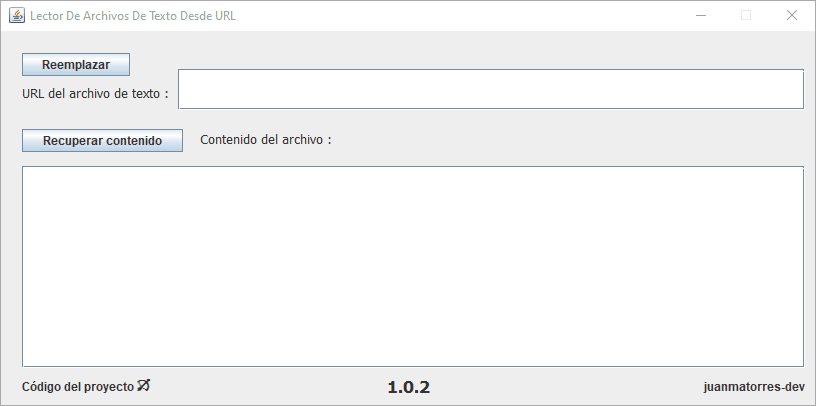 Lector De Archivos De Texto Desde URL
Reemplazar
URL del archivo de texto :
Recuperar contenido
Contenido del archivo :
Código del proyecto
1.0.2
juanmatorres-dev